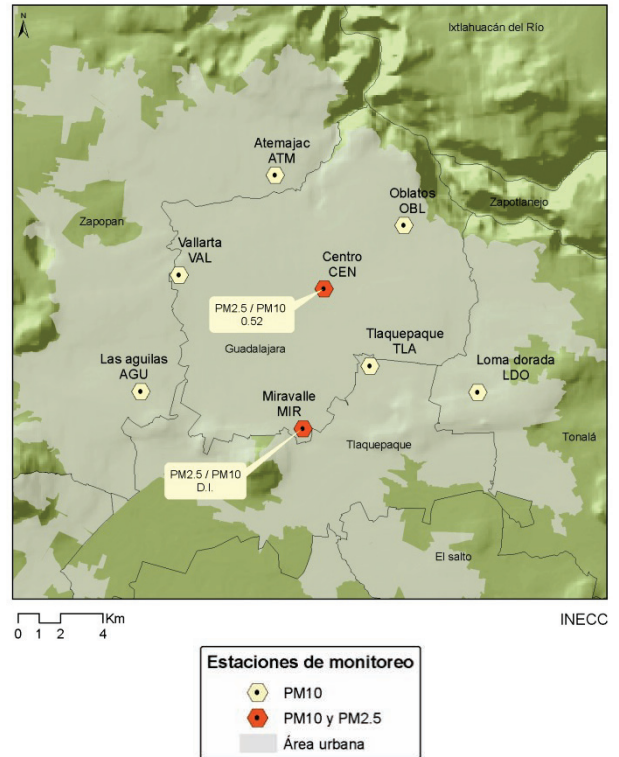 N
Ixtlahuacán del Río
Atemajac
ATM
Oblatos
OBL
Zapotlanejo
Zapopan
Vallarta
VAL
Centro
CEN
PM2.5 / PM10
0.52
Guadalajara
Tlaquepaque
TLA
Las aguilas
AGU
Loma dorada
LDO
Miravalle
MIR
Tlaquepaque
Tonalá
PM2.5 / PM10
D.I.
El salto
Km
0 1 2 4
INECC
Estaciones de monitoreo
PM10
PM10 y PM2.5
Área urbana